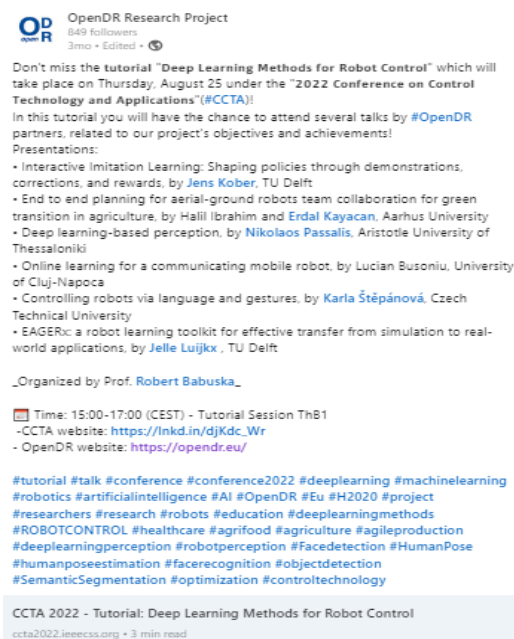 OD
open R
OpenDR Research Project
849 followers
3mo • Edited •
Don't miss the tutorial "Deep Learning Methods for Robot Control" which will
take place on Thursday, August 25 under the "2022 Conference on Control
Technology and Applications"(#CCTA)!
In this tutorial you will have the chance to attend several talks by #OpenDR
partners, related to our project's objectives and achievements!
Presentations:
• Interactive Imitation Learning: Shaping policies through demonstrations,
corrections, and rewards, by Jens Kober, TU Delft
• End to end planning for aerial-ground robots team collaboration for green
transition in agriculture, by Halil Ibrahim and Erdal Kayacan, Aarhus University
• Deep learning-based perception, by Nikolaos Passalis, Aristotle University of
Thessaloniki
• Online learning for a communicating mobile robot, by Lucian Busoniu, University
of Cluj-Napoca
• Controlling robots via language and gestures, by Karla Štěpánová, Czech
Technical University
• EAGERx: a robot learning toolkit for effective transfer from simulation to real-
world applications, by Jelle Luijkx , TU Delft
_Organized by Prof. Robert Babuska_
Time: 15:00-17:00 (CEST) - Tutorial Session ThB1
-CCTA website: https://lnkd.in/djKdc_Wr
- OpenDR website: https://opendr.eu/
#tutorial #talk #conference #conference2022 #deeplearning #machinelearning
#robotics #artificialintelligence #AI #OpenDR #Eu #H2020 #project
#researchers #research #robots #education #deeplearningmethods
#ROBOTCONTROL #healthcare #agrifood #agriculture #agileproduction
#deeplearningperception #robotperception #Facedetection #HumanPose
#humanposeestimation #facerecognition #objectdetection
#SemanticSegmentation #optimization #controltechnology
CCTA 2022 - Tutorial: Deep Learning Methods for Robot Control
ccta2022.ieeecss.org • 3 min read